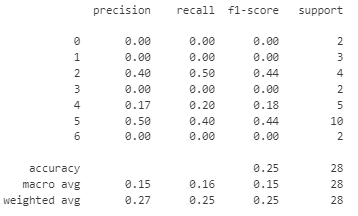 precision recall f1-score support
0 0.00 0.00 0.00 2
1 0.00 0.00 0.00 3
2 0.40 0.50 0.44 4
3 0.00 0.00 0.00 2
4 0.17 0.20 0.18 5
5 0.50 0.40 0.44 10
6 0.00 0.00 0.00 2
accuracy 0.25 28
macro avg 0.15 0.16 0.15 28
weighted avg 0.27 0.25 0.25 28